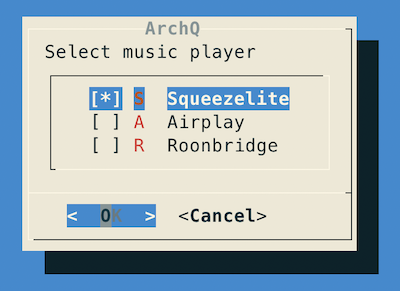 ArchQ
Select music player
[*] S Squeezelite
[ ] A Airplay
[ ] R Roonbridge
< OK > <Cancel>